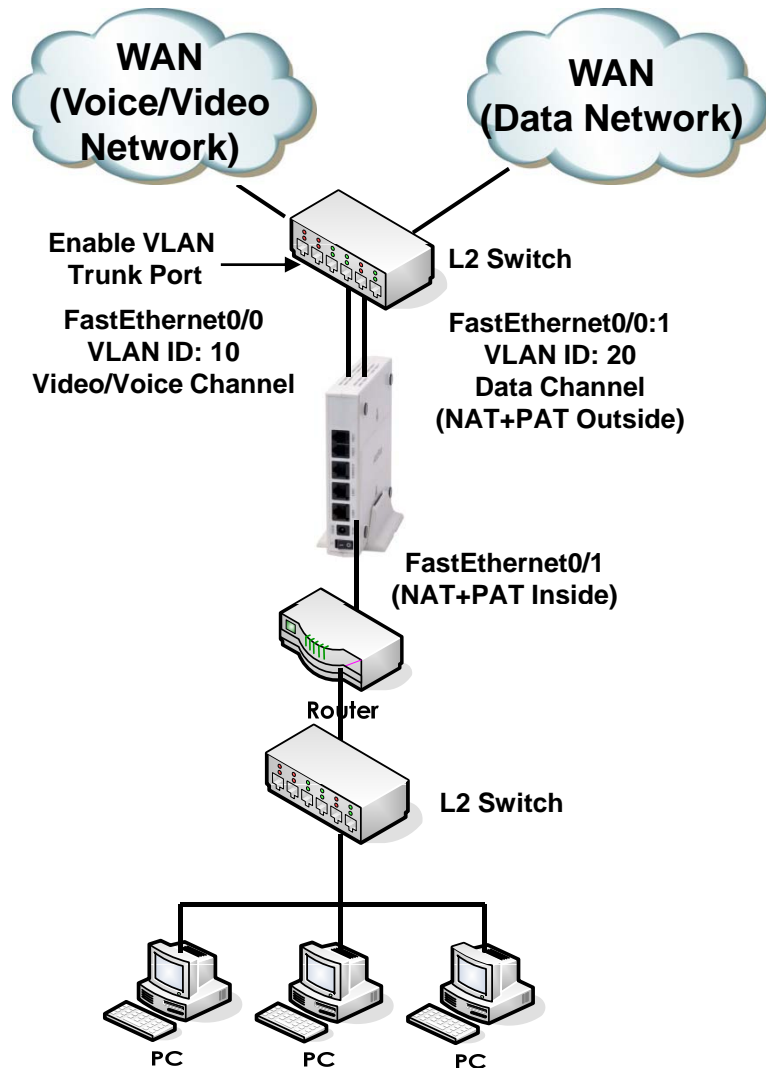 WAN
(Voice/Video
Network)
WAN
(Data Network)
Enable VLAN
Trunk Port
L2 Switch
FastEthernet0/0
VLAN ID: 10
Video/Voice Channel
FastEthernet0/0:1
VLAN ID: 20
Data Channel
(NAT+PAT Outside)
FastEthernet0/1
(NAT+PAT Inside)
Router
L2 Switch
PC
PC
PC